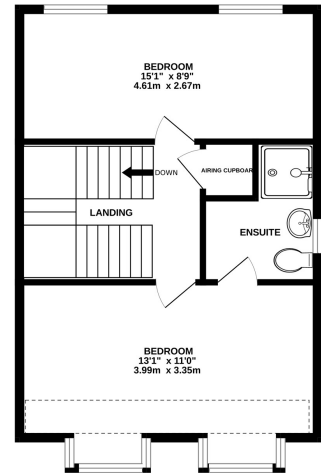 BEDROOM
15'1" x 8'9"
4.61m x 2.67m
DOWN
AIRING CUPBOAR
LANDING
ENSUITE
BEDROOM
13'1" x 11'0"
3.99m x 3.35m